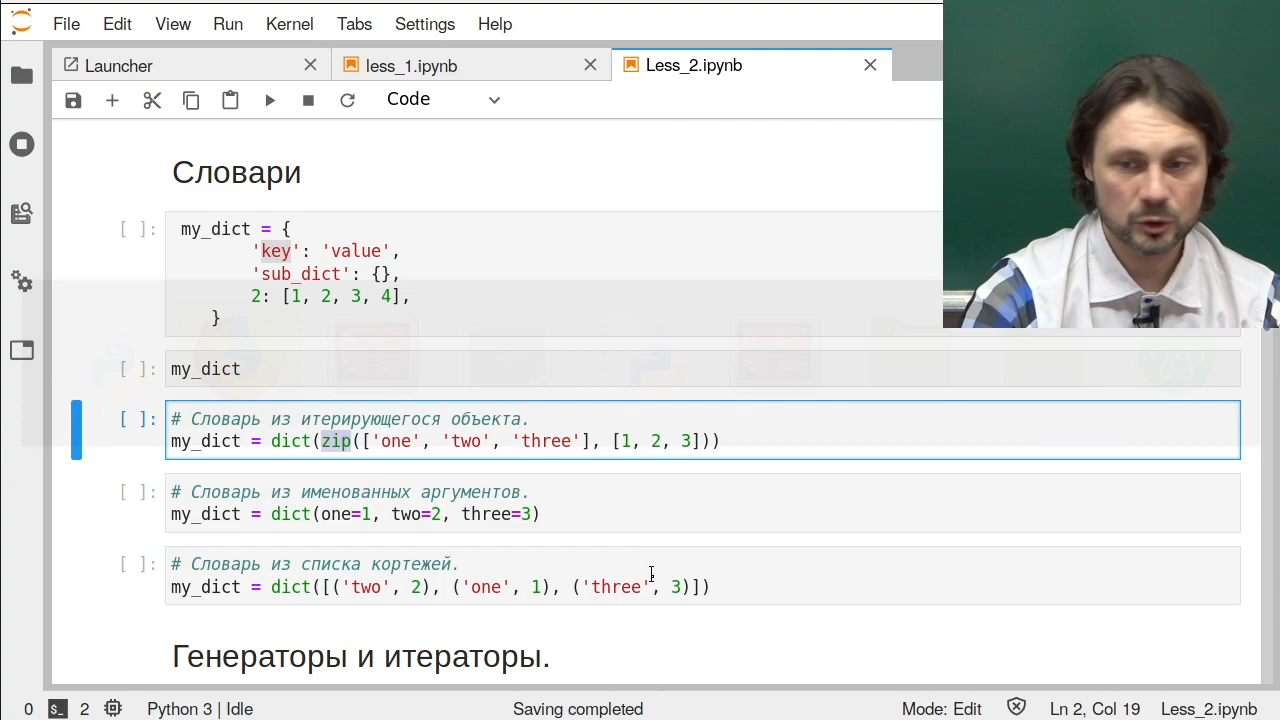 File Edit View Run Kernel Tabs Settings Help
Launcher less_1.ipynb Less_2.ipynb
Code
Словари
[ ]: my_dict = {
'key': 'value',
'sub_dict': {},
2: [1, 2, 3, 4],
}
[ ]: my_dict
[ ]: # Словарь из итерирующегося объекта.
my_dict = dict(zip(['one', 'two', 'three'], [1, 2, 3]))
[ ]: # Словарь из именованных аргументов.
my_dict = dict(one=1, two=2, three=3)
[ ]: # Словарь из списка кортежей.
my_dict = dict([('two', 2), ('one', 1), ('three', 3)])
Генераторы и итераторы.
0 $_ 2 Python 3 | Idle Saving completed Mode: Edit Ln 2, Col 19 Less_2.ipynb